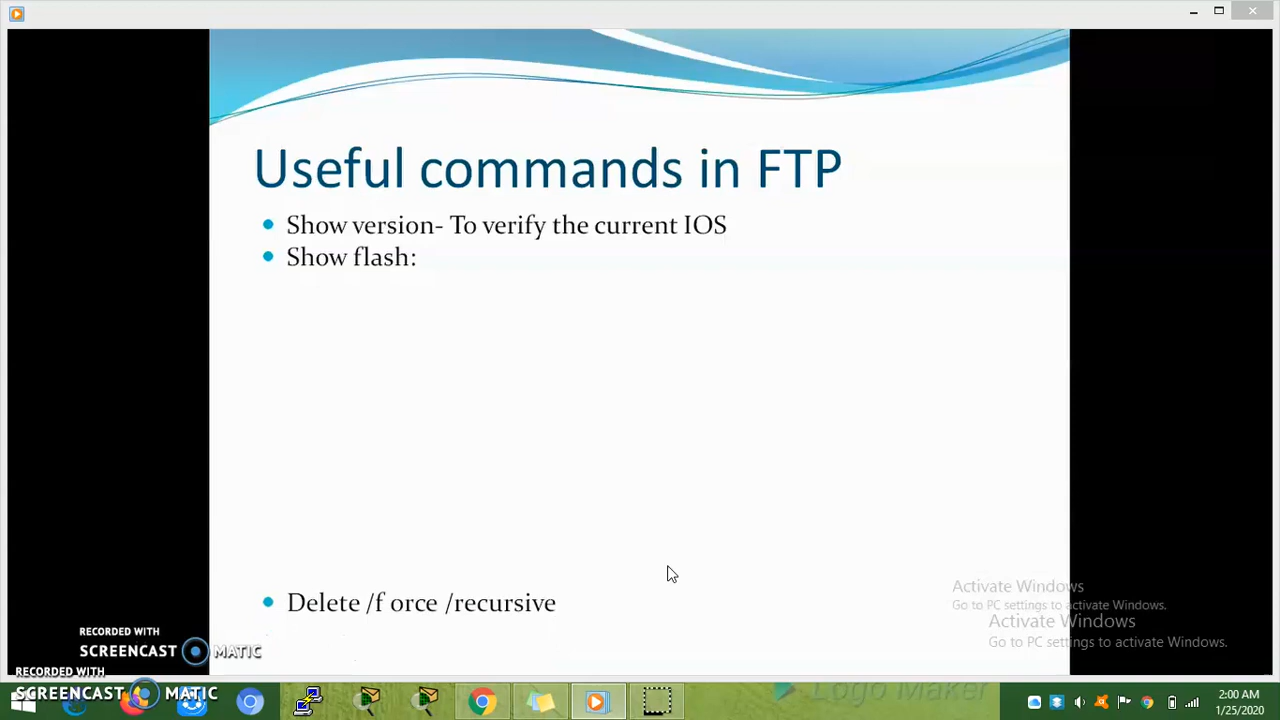 Useful commands in FTP
Show version- To verify the current IOS
Show flash:
Delete /f orce /recursive
Activate Windows
Go to PC settings to activate Windows.
Activate Windows
Go to PC settings to activate Windows.
RECORDED WITH
SCREENCAST MATIC
RECORDED WITH
SCREENCAST MATIC
Logo Maker
2:00 AM
1/25/2020